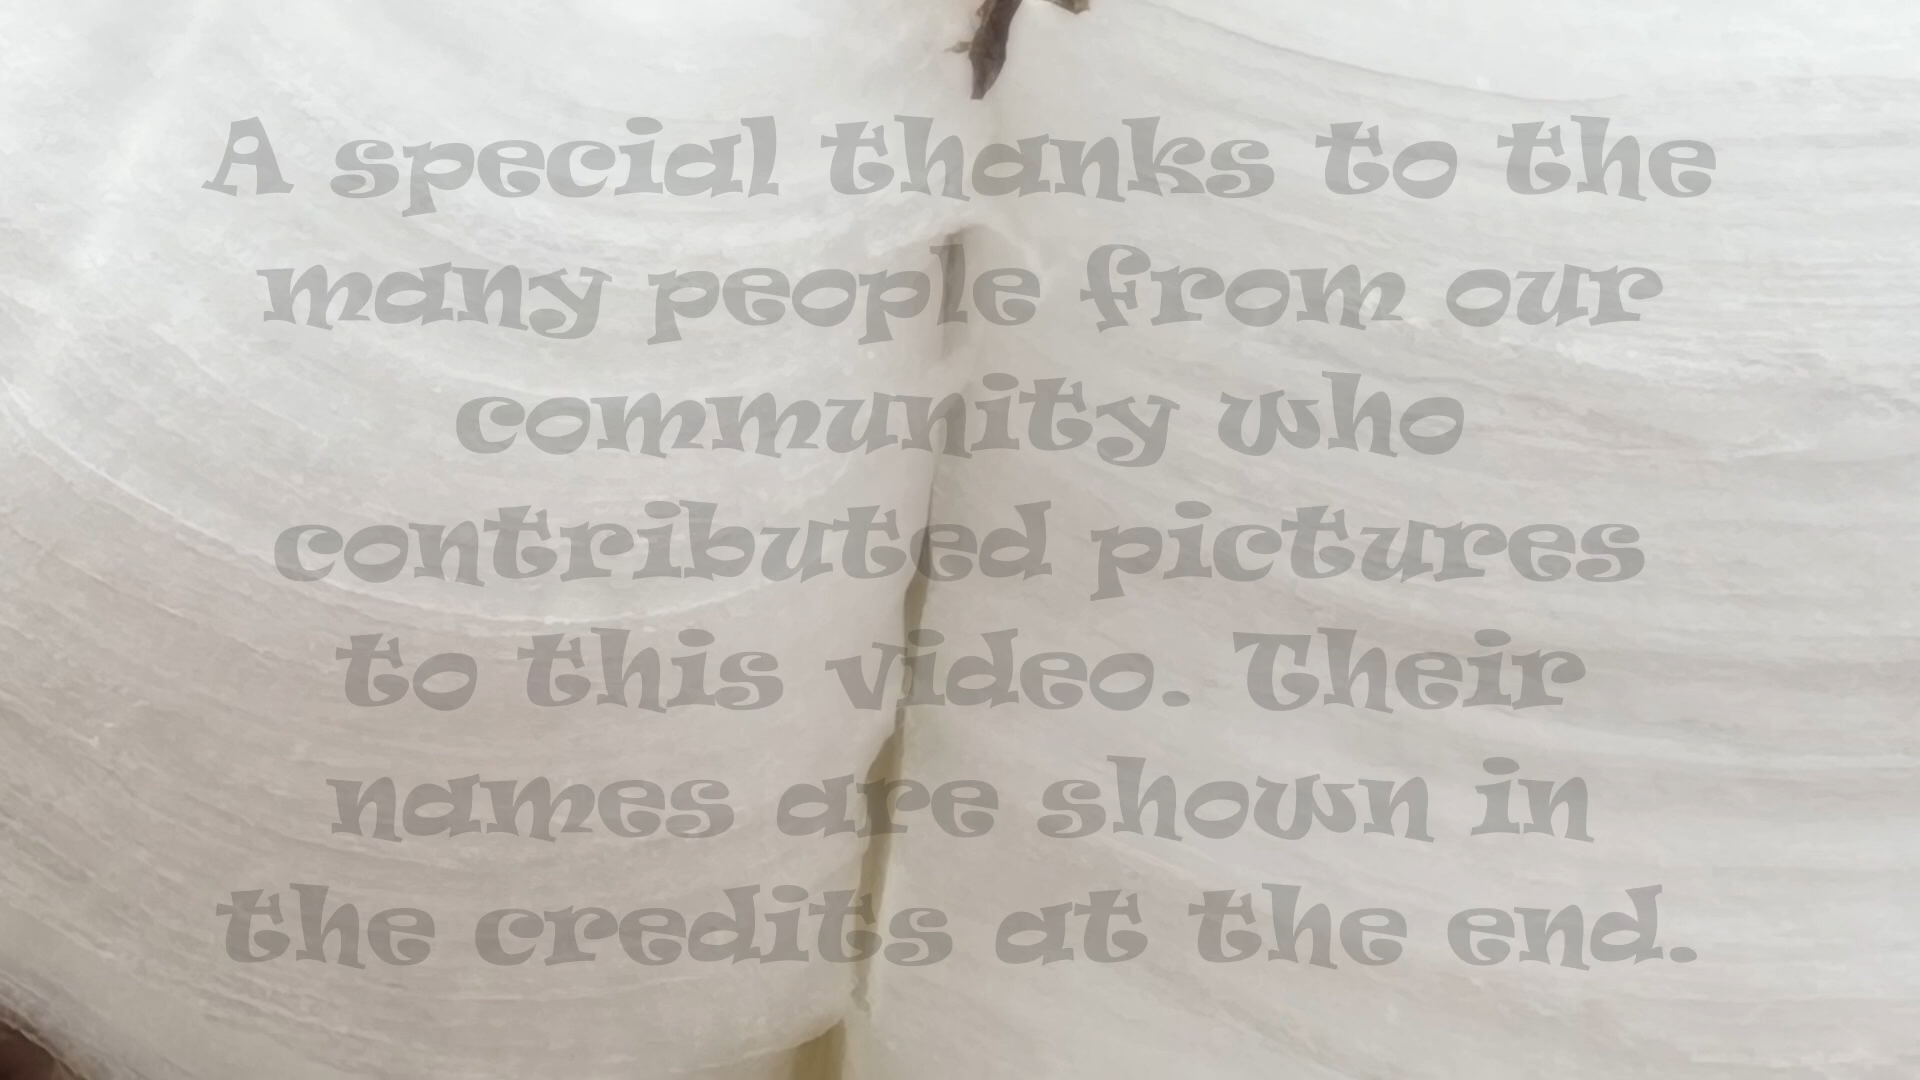 A special thanks to the
many people from our
community who
contributed pictures
to this video. Their
names are shown in
the credits at the end.